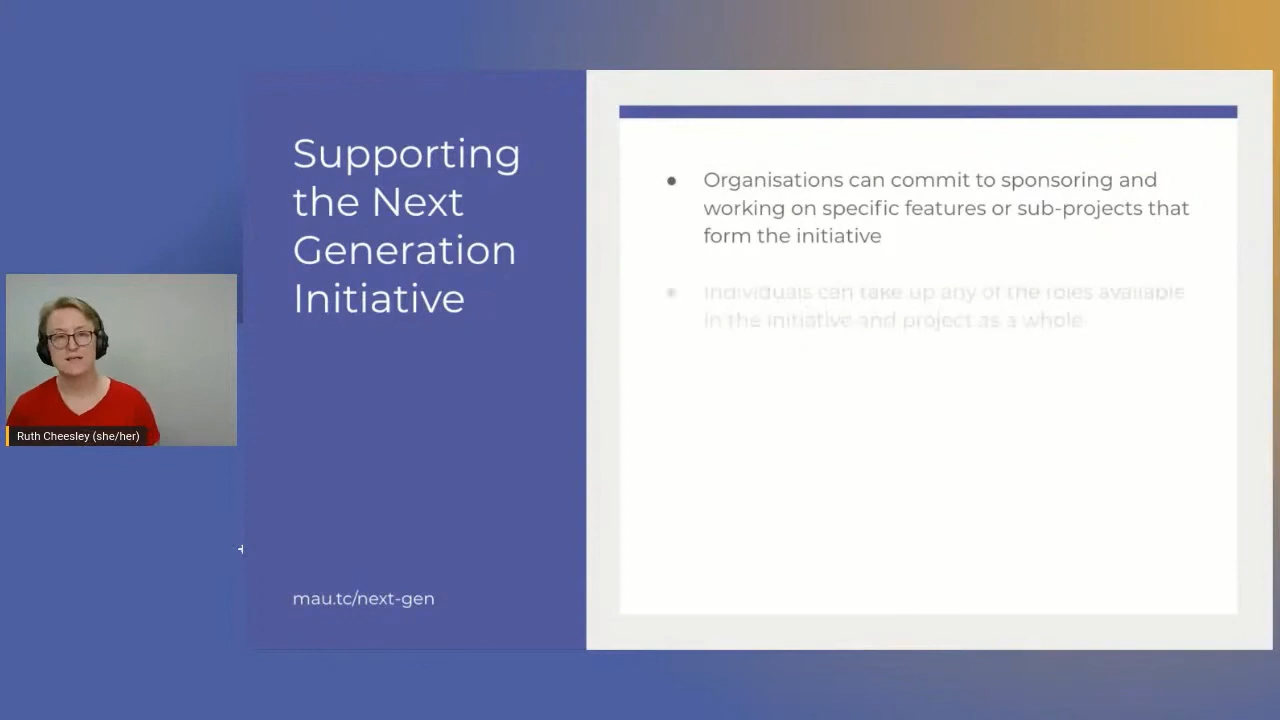 Supporting
the Next
Generation
Initiative
mau.tc/next-gen
● Organisations can commit to sponsoring and
working on specific features or sub-projects that
form the initiative
● Individuals can take up any of the roles available
in the initiative and project as a whole
Ruth Cheesley (she/her)